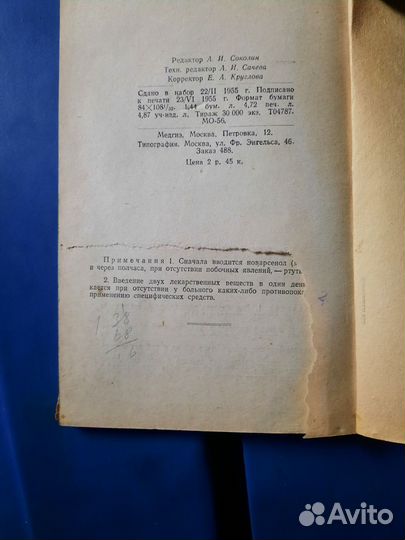 Редактор Л. И. Соколин
Техн. редактор Л. И. Сачева
Корректор Е. А. Круглова
Сдано в набор 22/II 1955 г. Подписано
к печати 23/VI 1955 г. Формат бумаги
84×108¹/₃₂. 1,44 бум. л. 4,72 печ. л.
4,87 уч-изд. л. Тираж 30 000 экз. Т04787.
МО-56.
Медгиз, Москва, Петровка, 12.
Типография. Москва, ул. Фр. Энгельса, 46.
Заказ 488.
Цена 2 р. 45 к.
Примечания 1. Сначала вводится новарсенол
и через полчаса, при отсутствии побочных явлений, — ртуть
2. Введение двух лекарственных веществ в один день
кается при отсутствии у больного каких-либо противопок
применению специфических средств.
Avito